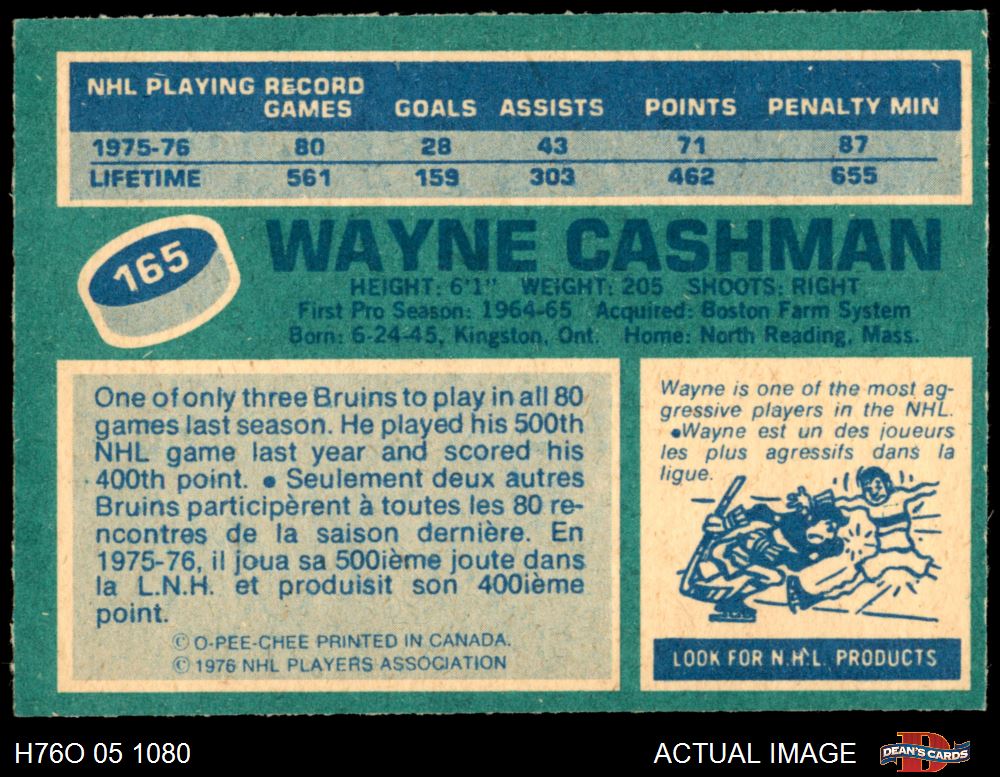 NHL PLAYING RECORD
GAMES GOALS ASSISTS POINTS PENALTY MIN
1975-76 80 28 43 71 87
LIFETIME 561 159 303 462 655
165
WAYNE CASHMAN
HEIGHT: 6'1" WEIGHT: 205 SHOOTS: RIGHT
First Pro Season: 1964-65 Acquired: Boston Farm System
Born: 6-24-45, Kingston, Ont. Home: North Reading, Mass.
One of only three Bruins to play in all 80
games last season. He played his 500th
NHL game last year and scored his
400th point. ● Seulement deux autres
Bruins participèrent à toutes les 80 re-
ncontres de la saison dernière. En
1975-76, il joua sa 500ième joute dans
la L.N.H. et produisit son 400ième
point.
© O-PEE-CHEE PRINTED IN CANADA.
© 1976 NHL PLAYERS ASSOCIATION
Wayne is one of the most ag-
gressive players in the NHL.
●Wayne est un des joueurs
les plus agressifs dans la
ligue.
LOOK FOR N.H.L. PRODUCTS
H76O 05 1080
ACTUAL IMAGE
D
DEAN'S CARDS